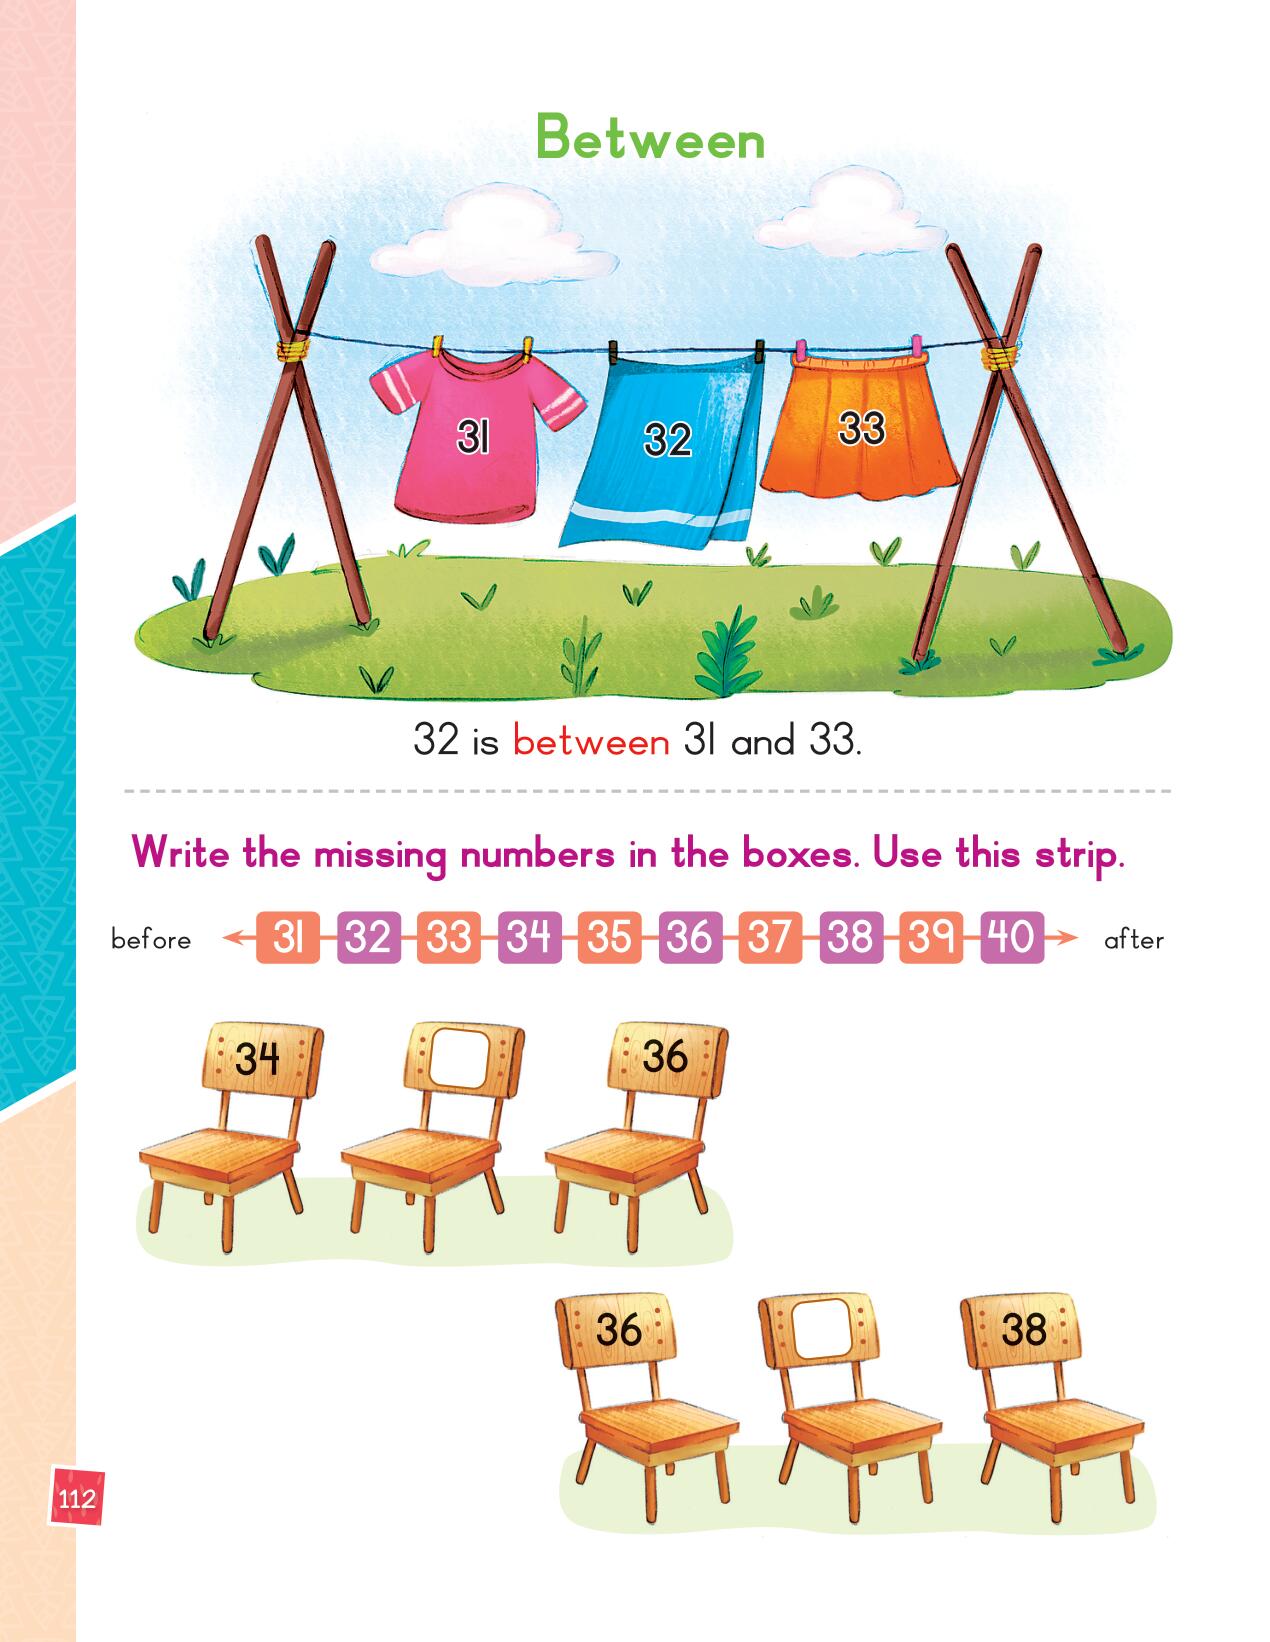 Between
31 32 33
32 is between 31 and 33.
Write the missing numbers in the boxes. Use this strip.
before 31 32 33 34 35 36 37 38 39 40 after
34 36
36 38
112